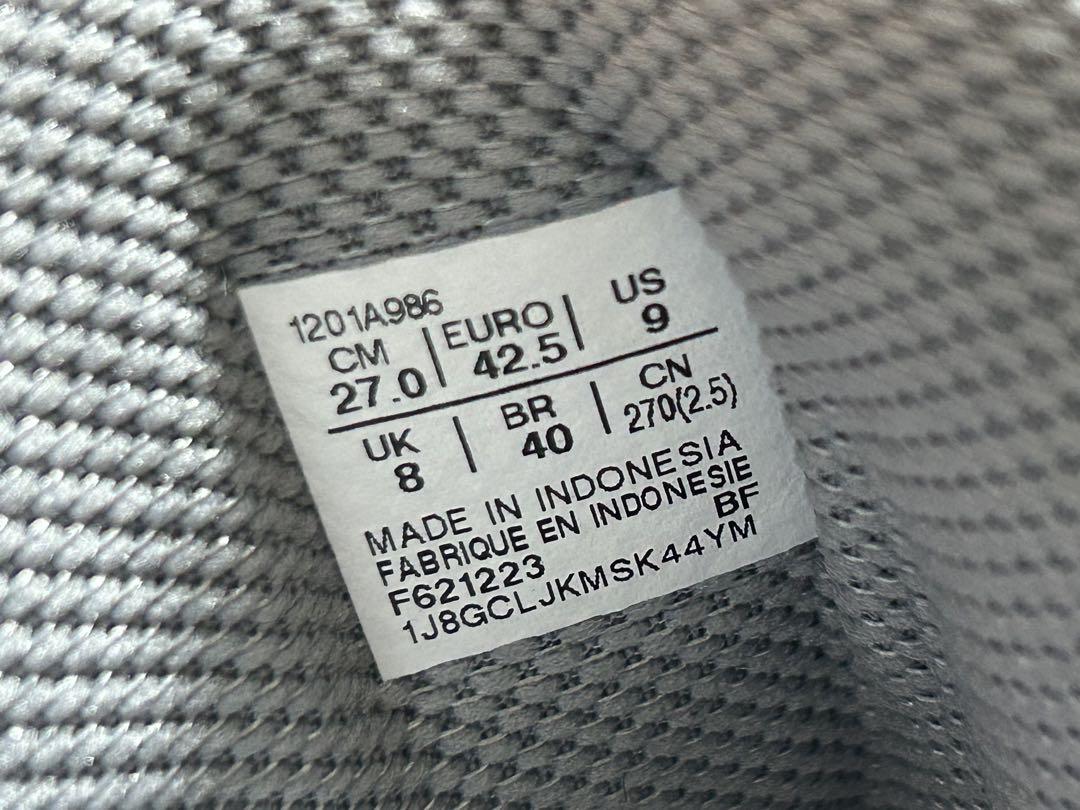 1201A986
CM | EURO | US
27.0 42.5 9
UK | BR | CN
8 40 270(2.5)
MADE IN INDONESIA
FABRIQUE EN INDONESIE
BF
F621223
1J8GCLJKMSK44YM